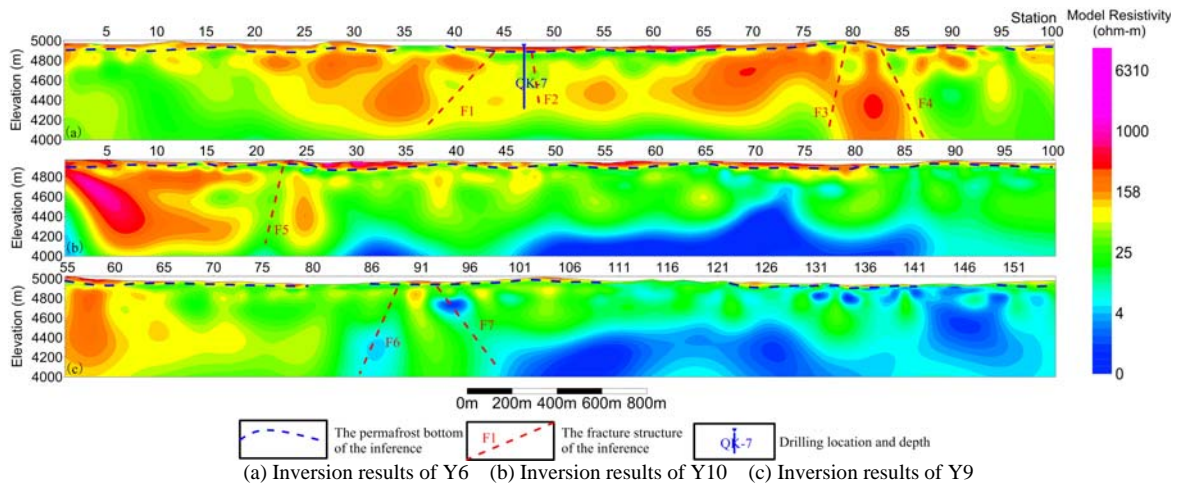 5 10 15 20 25 30 35 40 45 50 55 60 65 70 75 80 85 90 95 100
Station
Model Resistivity
(ohm-m)
Elevation (m)
5000
4800
4400
4000
(a)
F1
QK-7
F2
F3
F4
5 10 15 20 25 30 35 40 45 50 55 60 65 70 75 80 85 90 95 100
Elevation (m)
4800
4600
4400
4200
4000
(b)
F5
55 60 65 70 75 80 86 91 96 101 106 111 116 121 126 131 136 141 146 151
Elevation (m)
5000
4800
4600
4400
4200
4000
(c)
F6
F7
6310
1000
158
25
4
0
0m 200m 400m 600m 800m
The permafrost bottom
of the inference
F1
The fracture structure
of the inference
QK-7
Drilling location and depth
(a) Inversion results of Y6 (b) Inversion results of Y10 (c) Inversion results of Y9